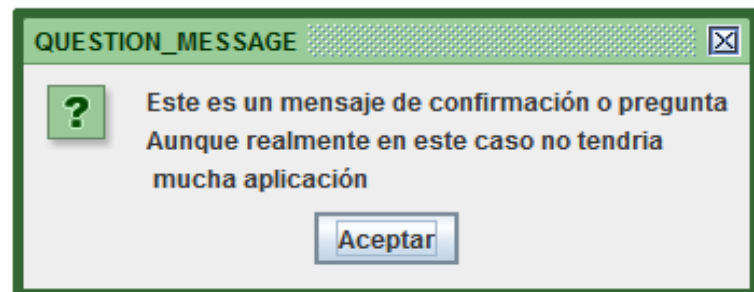 QUESTION_MESSAGE
?
Este es un mensaje de confirmación o pregunta
Aunque realmente en este caso no tendria
mucha aplicación
Aceptar